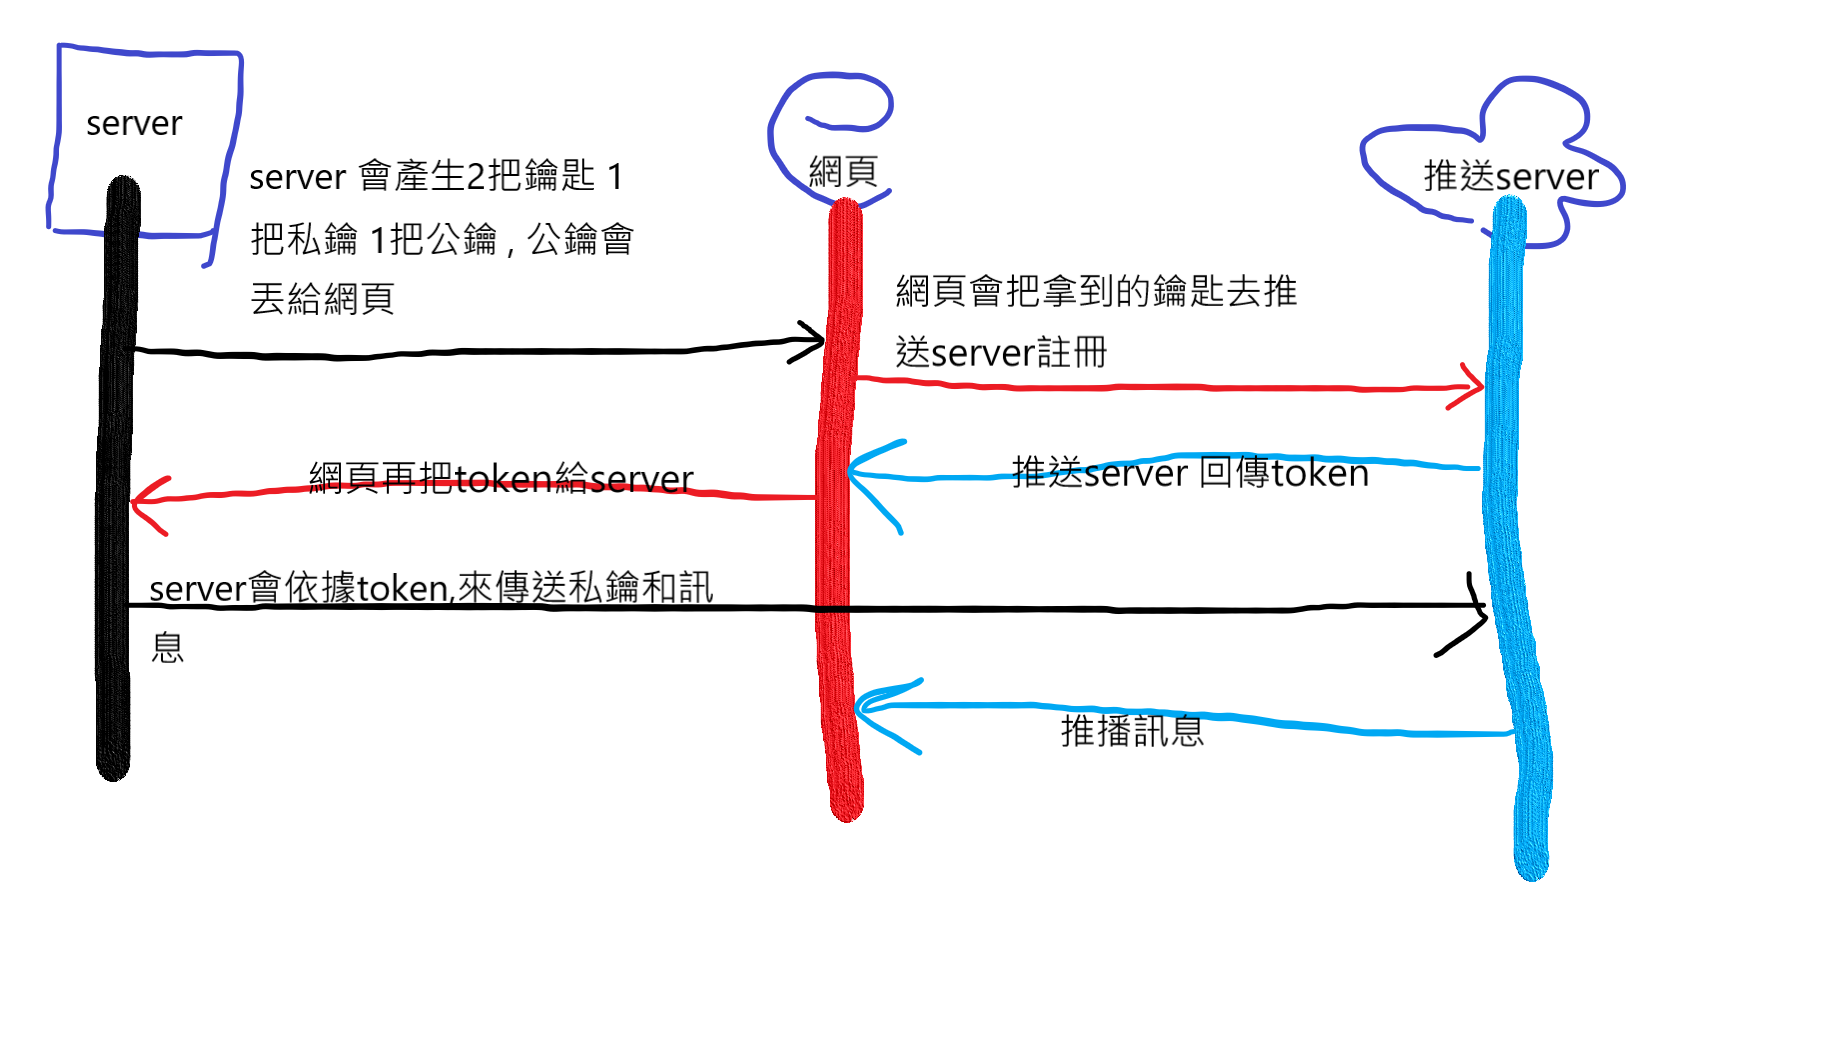 server
網頁
推送server
server 會產生2把鑰匙 1
把私鑰 1把公鑰 , 公鑰會
丟給網頁
網頁會把拿到的鑰匙去推
送server註冊
推送server 回傳token
網頁再把token給server
server會依據token,來傳送私鑰和訊
息
推播訊息